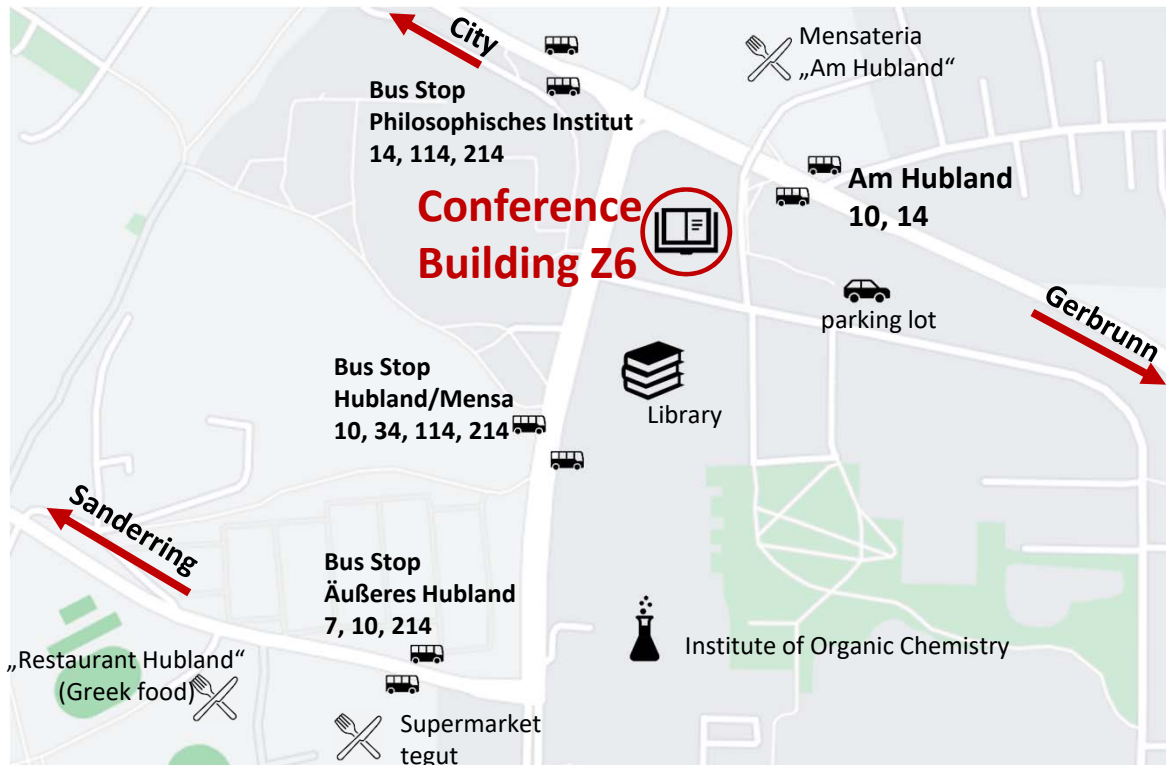 City
Mensateria
„Am Hubland“
Bus Stop
Philosophisches Institut
14, 114, 214
Am Hubland
10, 14
Conference
Building Z6
Gerbrunn
parking lot
Bus Stop
Hubland/Mensa
10, 34, 114, 214
Library
Sanderring
Bus Stop
Äußeres Hubland
7, 10, 214
Institute of Organic Chemistry
„Restaurant Hubland“
(Greek food)
Supermarket
tegut